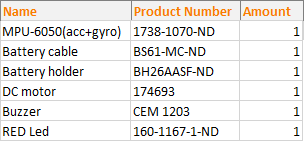 Name Product Number Amount
MPU-6050(acc+gyro) 1738-1070-ND 1
Battery cable BS61-MC-ND 1
Battery holder BH26AASF-ND 1
DC motor 174693 1
Buzzer CEM 1203 1
RED Led 160-1167-1-ND 1